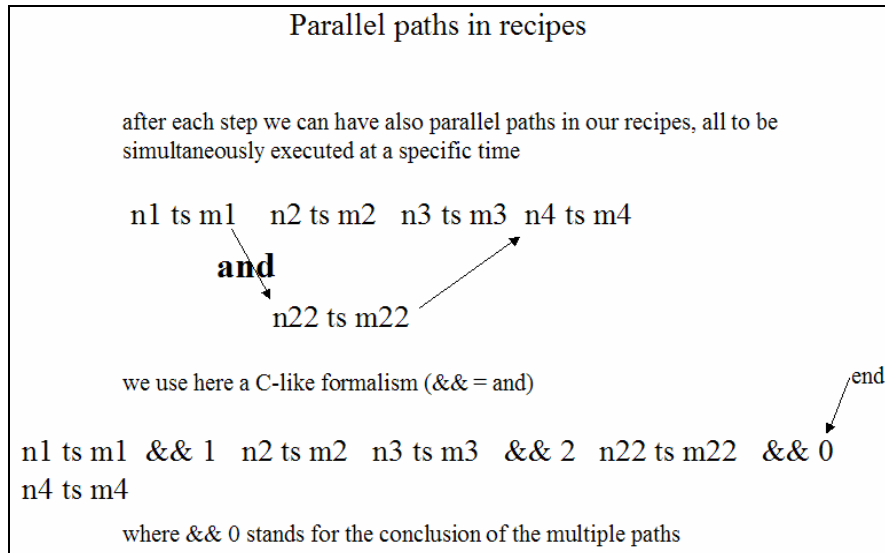 Parallel paths in recipes
after each step we can have also parallel paths in our recipes, all to be
simultaneously executed at a specific time
n1 ts m1 n2 ts m2 n3 ts m3 n4 ts m4
and
n22 ts m22
we use here a C-like formalism (&& = and)
end
n1 ts m1 && 1 n2 ts m2 n3 ts m3 && 2 n22 ts m22 && 0
n4 ts m4
where && 0 stands for the conclusion of the multiple paths